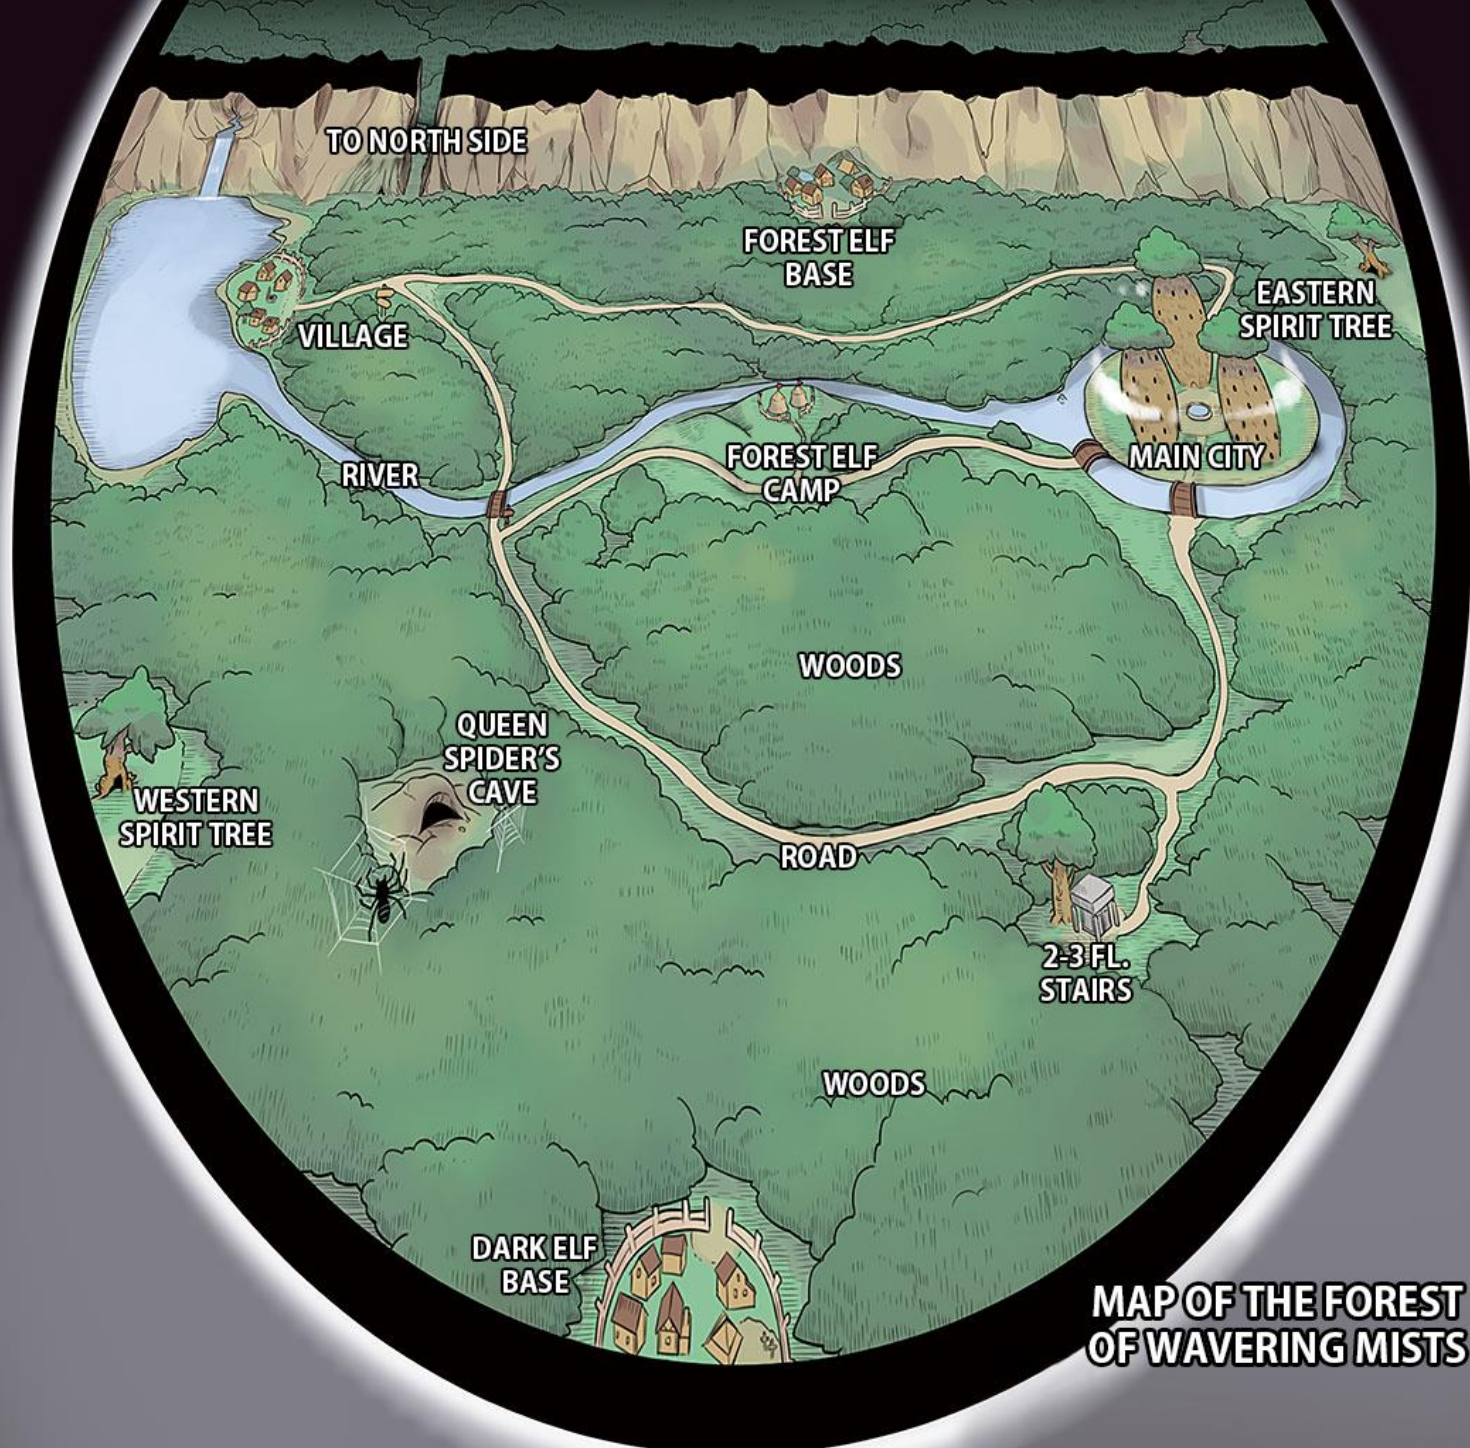 TO NORTH SIDE
FOREST ELF
BASE
EASTERN
SPIRIT TREE
VILLAGE
RIVER
FOREST ELF
CAMP
MAIN CITY
WOODS
QUEEN
SPIDER'S
CAVE
WESTERN
SPIRIT TREE
ROAD
2-3 FL.
STAIRS
WOODS
DARK ELF
BASE
MAP OF THE FOREST
OF WAVERING MISTS